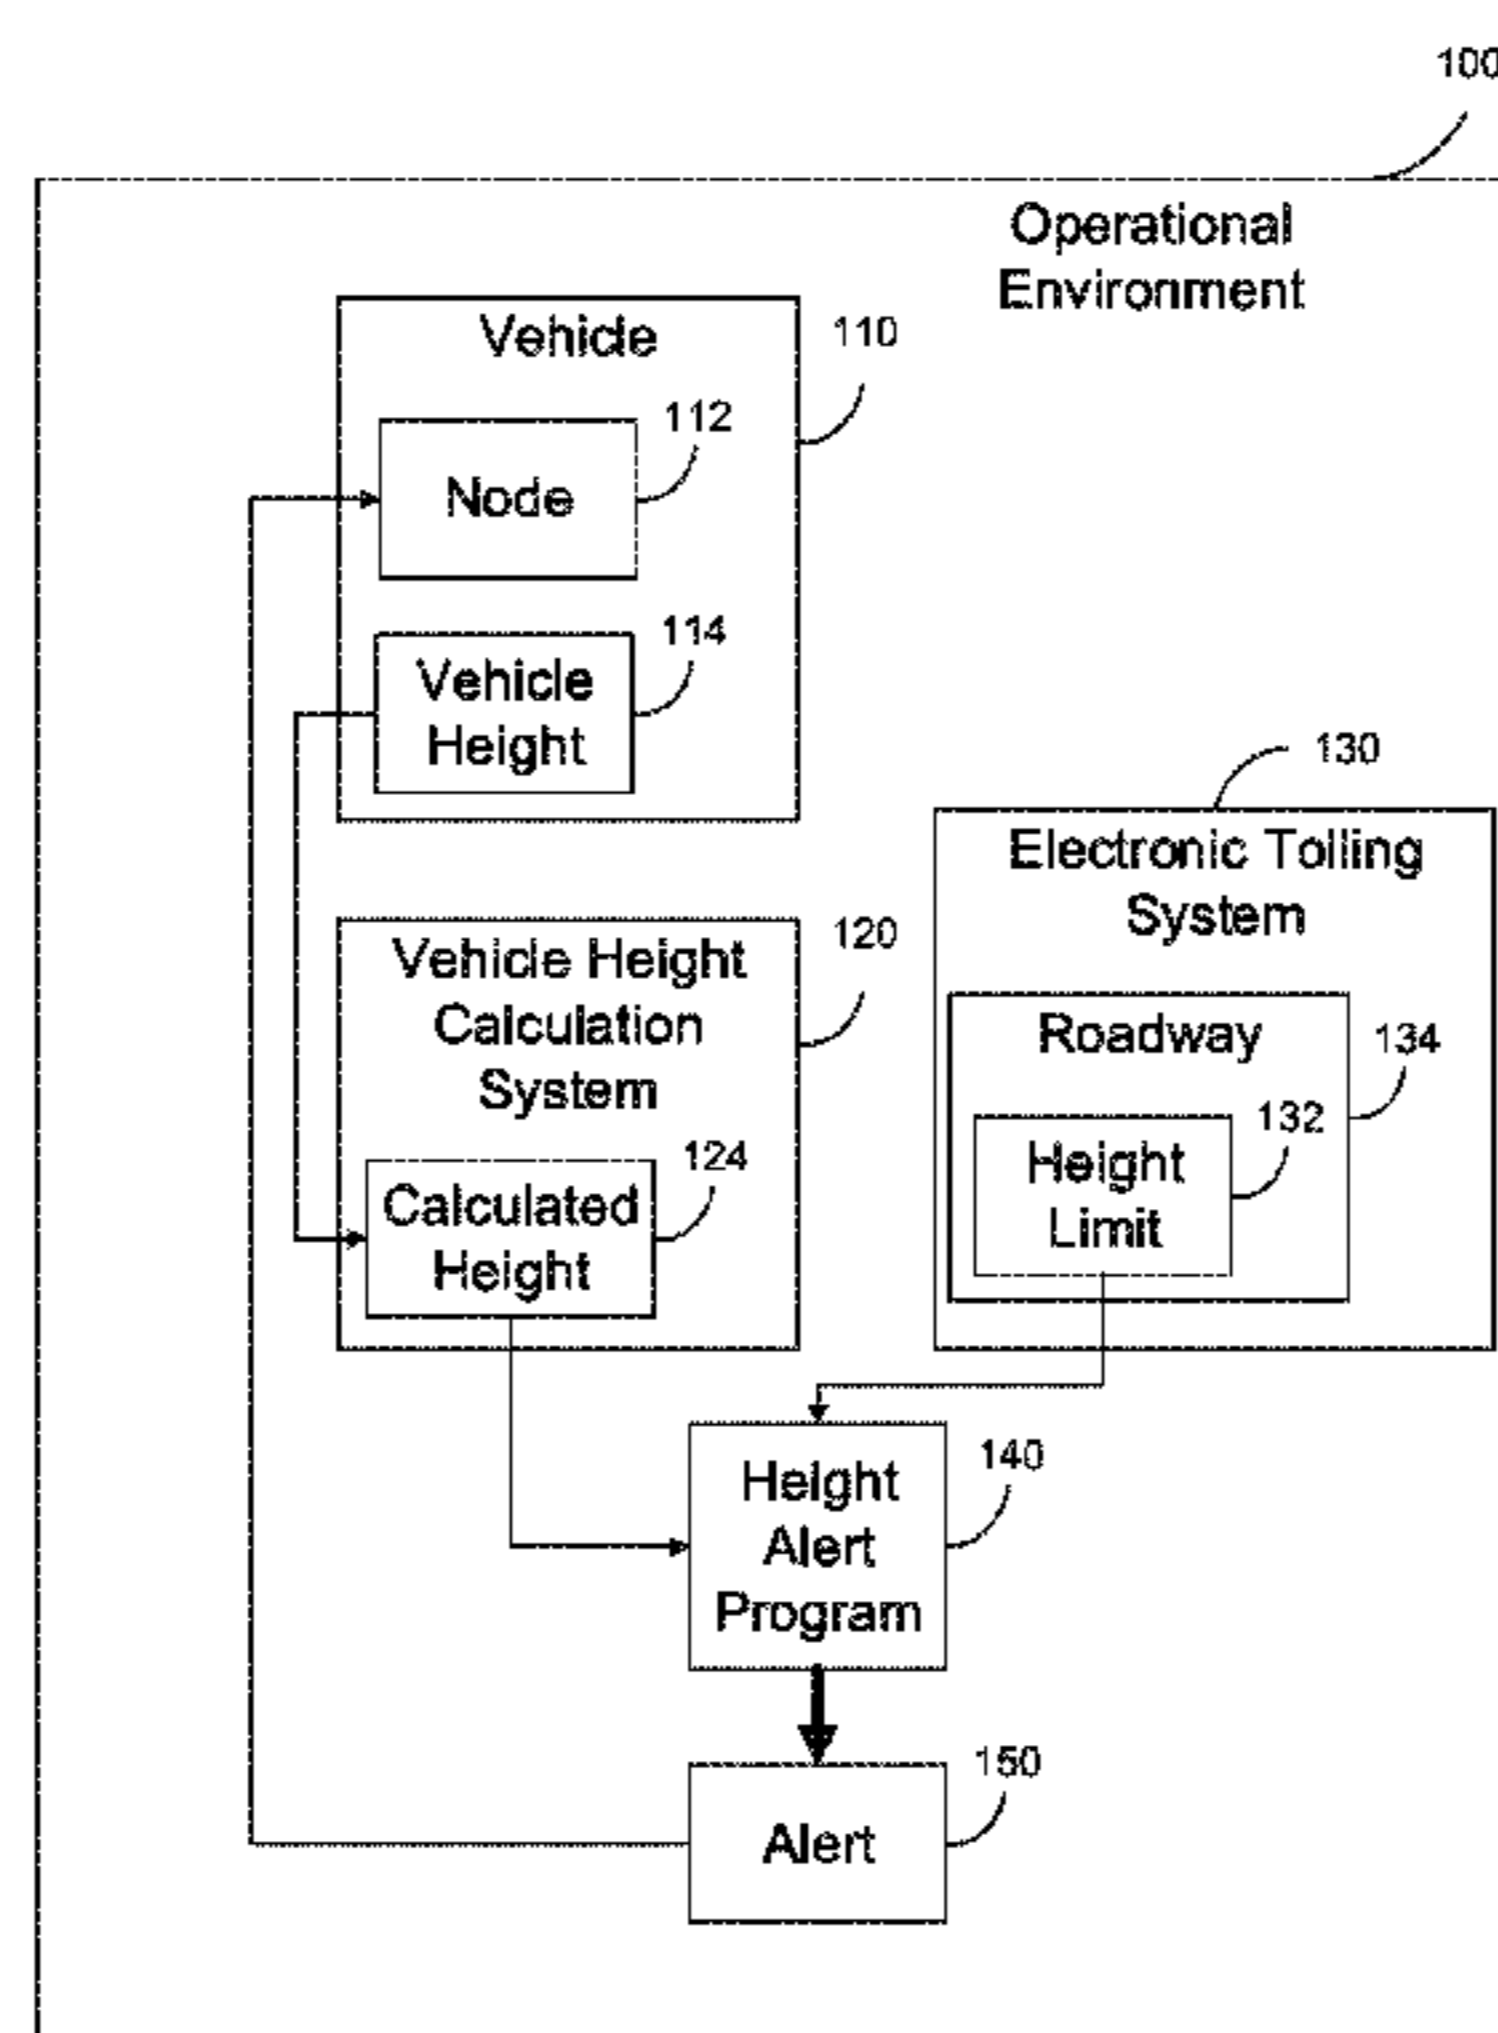 100
Operational
Environment
Vehicle
110
112
Node
114
Vehicle
Height
130
Electronic Tolling
System
120
Vehicle Height
Calculation
System
Roadway
134
132
Height
Limit
124
Calculated
Height
140
Height
Alert
Program
150
Alert